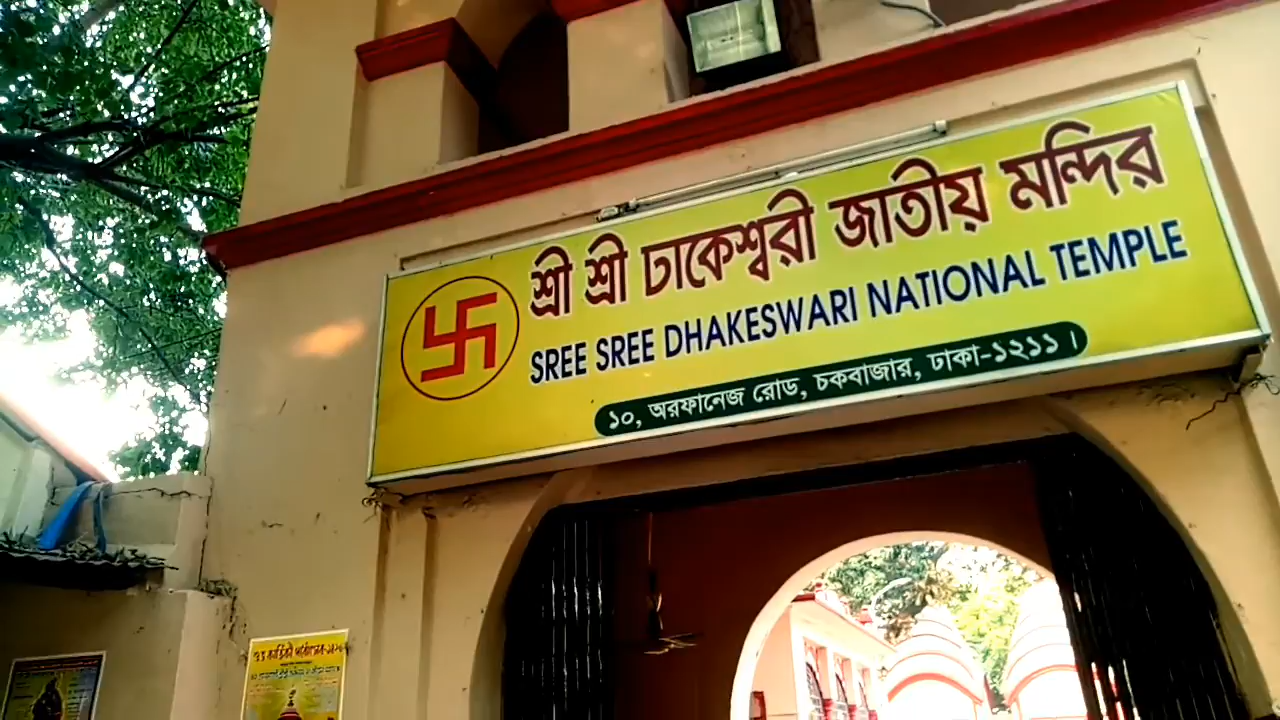 শ্রী শ্রী ঢাকেশ্বরী জাতীয় মন্দির
SREE SREE DHAKESWARI NATIONAL TEMPLE
১০, অরফানেজ রোড, চকবাজার, ঢাকা-১২১১।